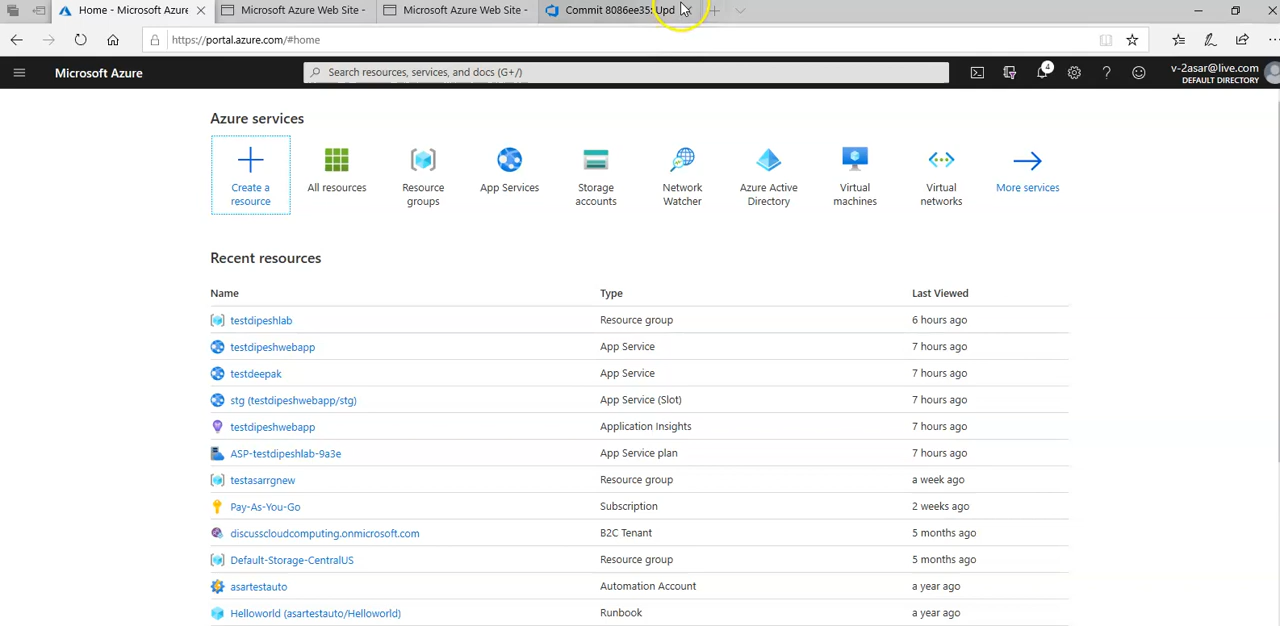 Home - Microsoft Azure
Microsoft Azure Web Site -
Microsoft Azure Web Site -
Commit 8086ee35: Upd
https://portal.azure.com/#home
Microsoft Azure
Search resources, services, and docs (G+/)
4
v-2asar@live.com
DEFAULT DIRECTORY
Azure services
Create a
resource
All resources
Resource
groups
App Services
Storage
accounts
Network
Watcher
Azure Active
Directory
Virtual
machines
Virtual
networks
More services
Recent resources
Name Type Last Viewed
testdipeshlab Resource group 6 hours ago
testdipeshwebapp App Service 7 hours ago
testdeepak App Service 7 hours ago
stg (testdipeshwebapp/stg) App Service (Slot) 7 hours ago
testdipeshwebapp Application Insights 7 hours ago
ASP-testdipeshlab-9a3e App Service plan 7 hours ago
testasarrgnew Resource group a week ago
Pay-As-You-Go Subscription 2 weeks ago
discusscloudcomputing.onmicrosoft.com B2C Tenant 5 months ago
Default-Storage-CentralUS Resource group 5 months ago
asartestauto Automation Account a year ago
Helloworld (asartestauto/Helloworld) Runbook a year ago